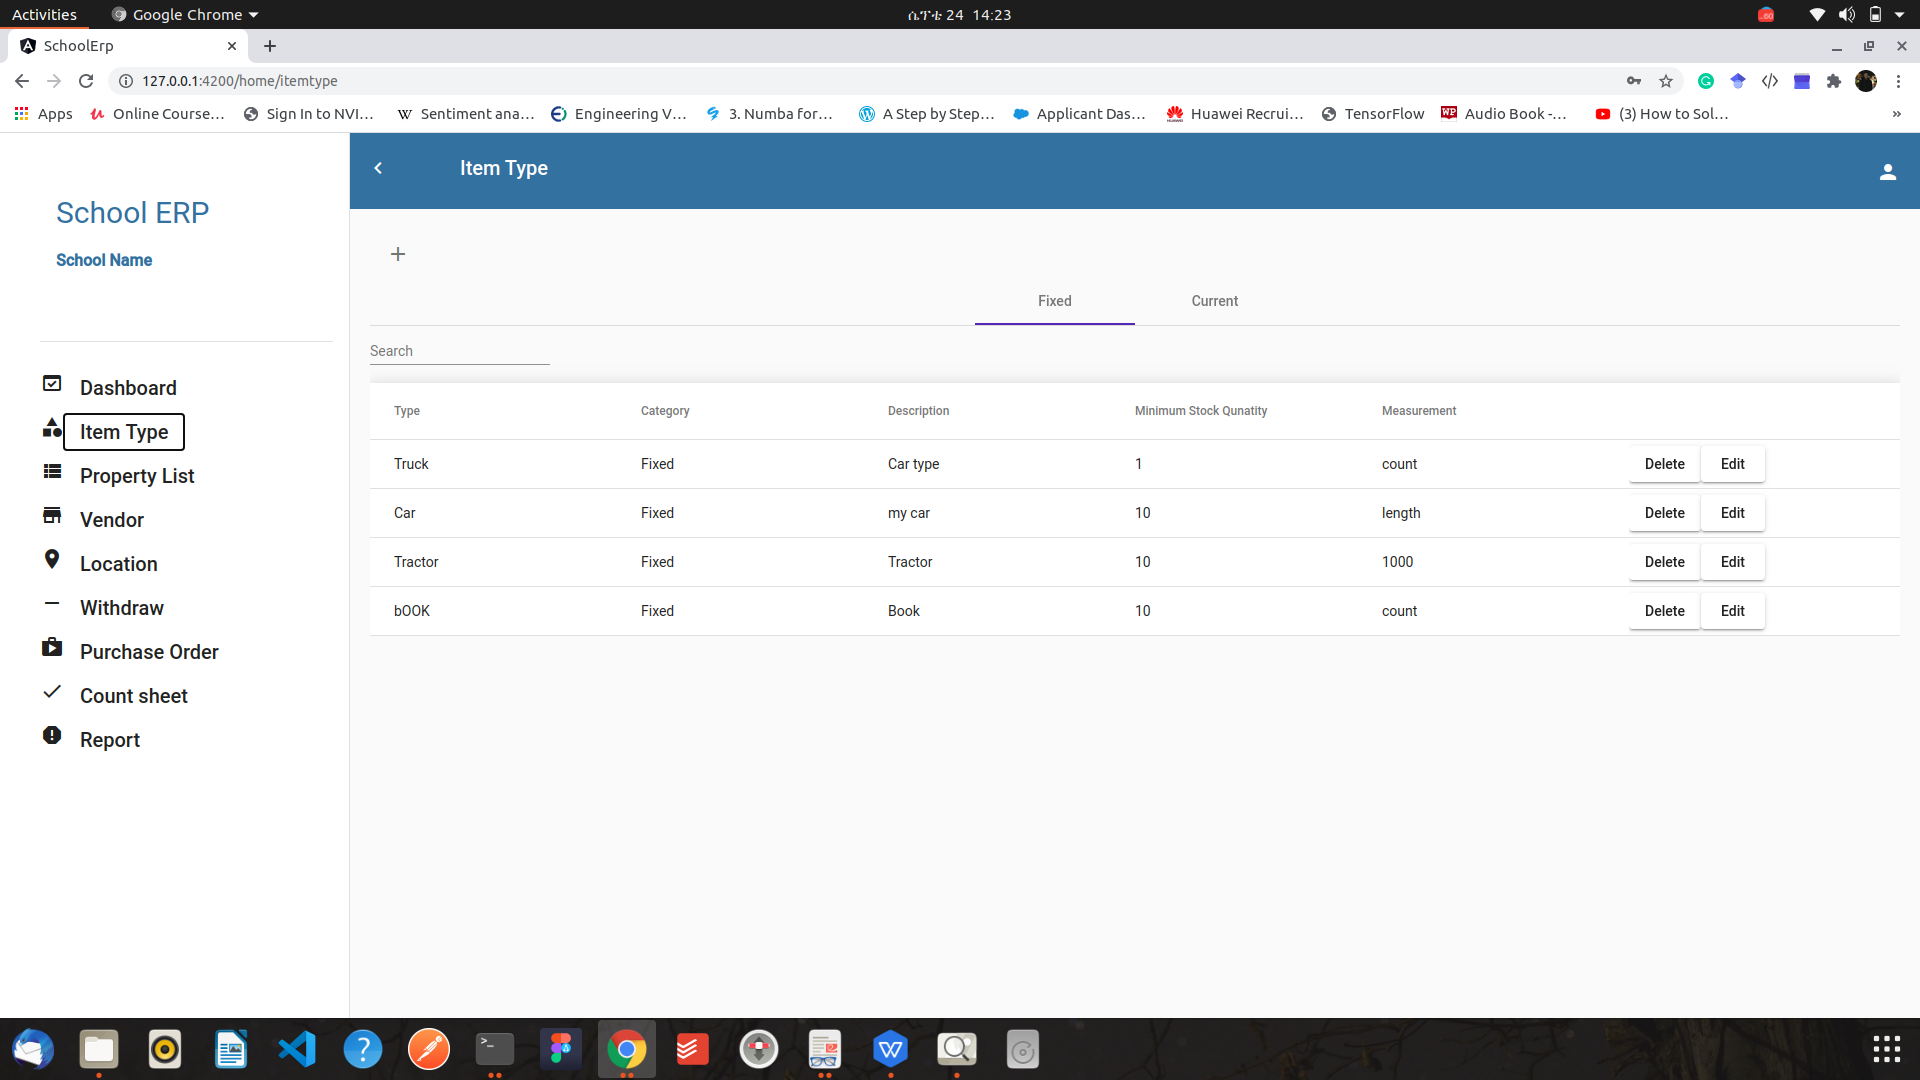 Activities Google Chrome ሴፕቴ 24 14:23
SchoolErp
127.0.0.1:4200/home/itemtype
Apps Online Course... Sign In to NVI... Sentiment ana... Engineering V... 3. Numba for... A Step by Step... Applicant Das... Huawei Recrui... TensorFlow Audio Book -... (3) How to Sol... »
School ERP
School Name
Dashboard
Item Type
Property List
Vendor
Location
Withdraw
Purchase Order
Count sheet
Report
Item Type
Fixed Current
Search
Type Category Description Minimum Stock Qunatity Measurement
Truck Fixed Car type 1 count Delete Edit
Car Fixed my car 10 length Delete Edit
Tractor Fixed Tractor 10 1000 Delete Edit
bOOK Fixed Book 10 count Delete Edit